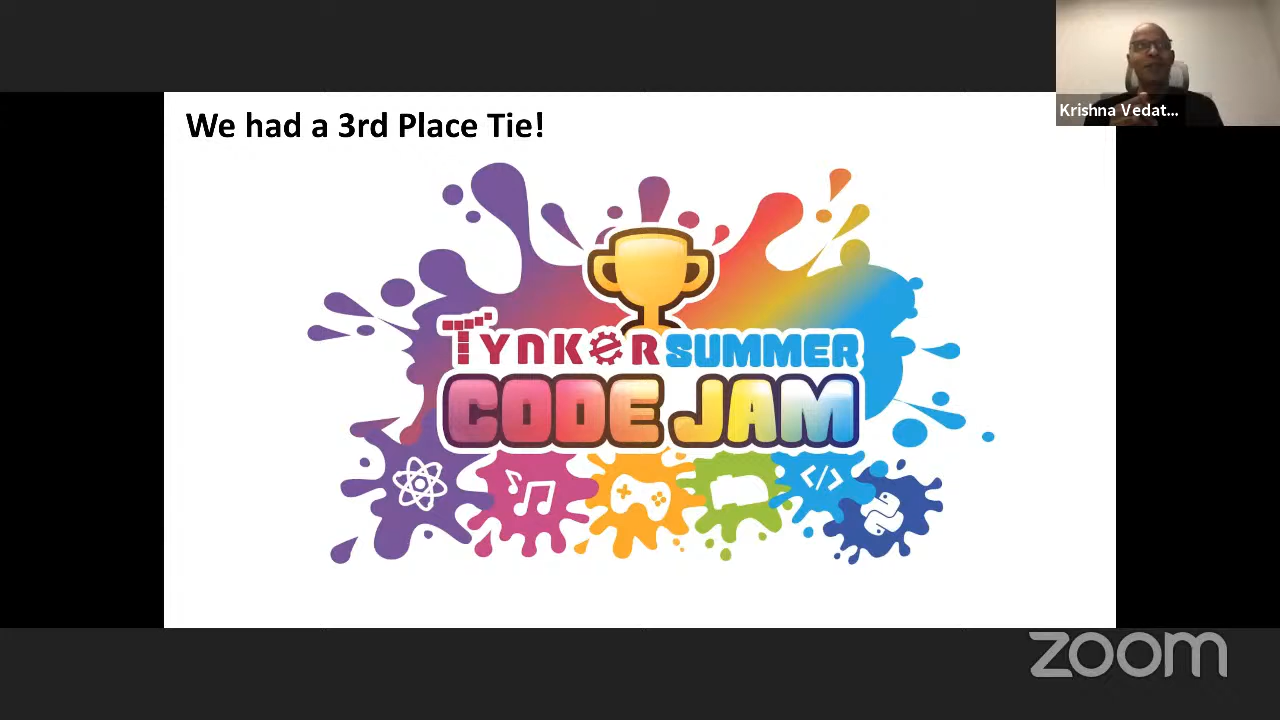 We had a 3rd Place Tie!
Krishna Vedat...
TYNKER SUMMER
CODE JAM
</>
zoom